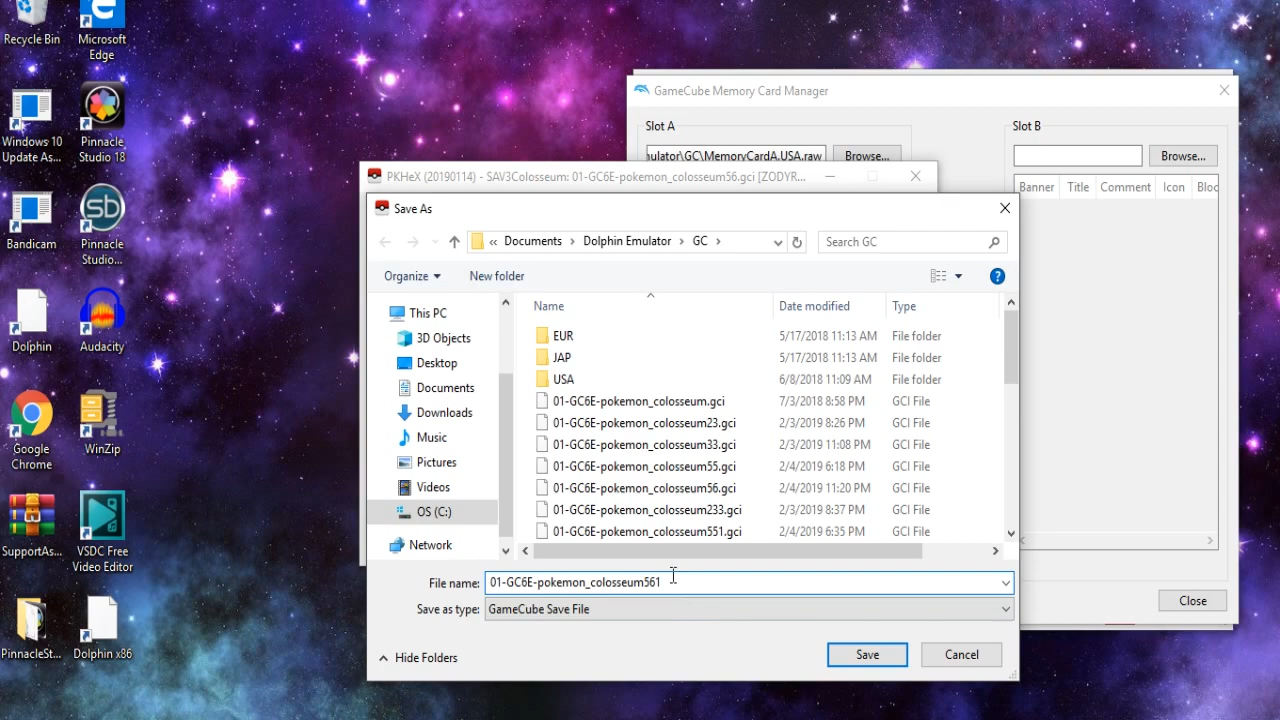 Recycle Bin
Microsoft
Edge
Windows 10
Update As...
Pinnacle
Studio 18
Bandicam
Pinnacle
Studio...
Dolphin
Audacity
Google
Chrome
WinZip
SupportAs...
VSDC Free
Video Editor
PinnacleSt...
Dolphin x86
GameCube Memory Card Manager
Slot A
Slot B
ulator\GC\MemoryCardA.USA.raw
Browse...
Browse...
Banner Title Comment Icon Bloc
Close
PKHeX (20190114) - SAV3Colosseum: 01-GC6E-pokemon_colosseum56.gci [ZODYR...
Save As
« Documents > Dolphin Emulator > GC >
Search GC
Organize
New folder
This PC
3D Objects
Desktop
Documents
Downloads
Music
Pictures
Videos
OS (C:)
Network
Name Date modified Type
EUR 5/17/2018 11:13 AM File folder
JAP 5/17/2018 11:13 AM File folder
USA 6/8/2018 11:09 AM File folder
01-GC6E-pokemon_colosseum.gci 7/3/2018 8:58 PM GCI File
01-GC6E-pokemon_colosseum23.gci 2/3/2019 8:26 PM GCI File
01-GC6E-pokemon_colosseum33.gci 2/3/2019 11:08 PM GCI File
01-GC6E-pokemon_colosseum55.gci 2/4/2019 6:18 PM GCI File
01-GC6E-pokemon_colosseum56.gci 2/4/2019 11:20 PM GCI File
01-GC6E-pokemon_colosseum233.gci 2/3/2019 8:37 PM GCI File
01-GC6E-pokemon_colosseum551.gci 2/4/2019 6:35 PM GCI File
File name: 01-GC6E-pokemon_colosseum561
Save as type: GameCube Save File
Hide Folders
Save
Cancel